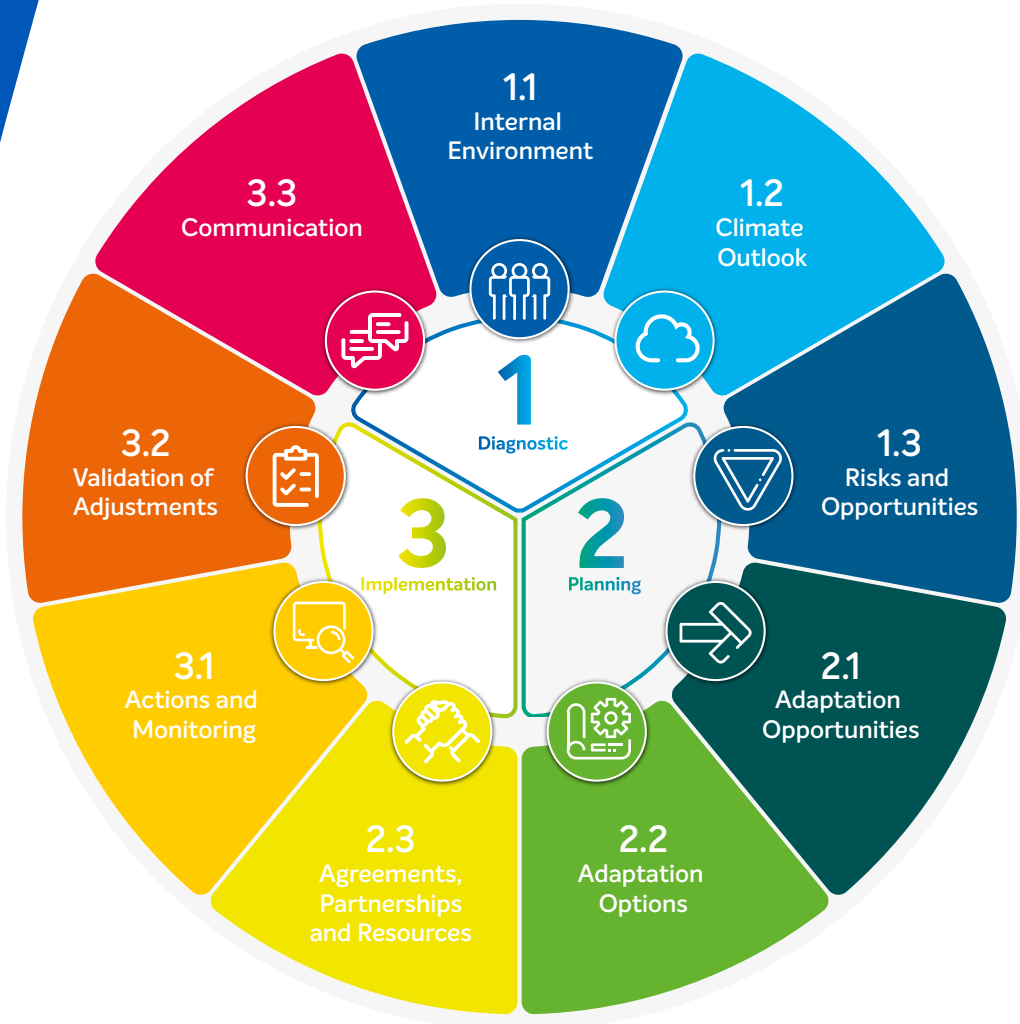 1.1
Internal
Environment
1.2
Climate
Outlook
1.3
Risks and
Opportunities
2.1
Adaptation
Opportunities
2.2
Adaptation
Options
2.3
Agreements,
Partnerships
and Resources
3.1
Actions and
Monitoring
3.2
Validation of
Adjustments
3.3
Communication
1
Diagnostic
2
Planning
3
Implementation